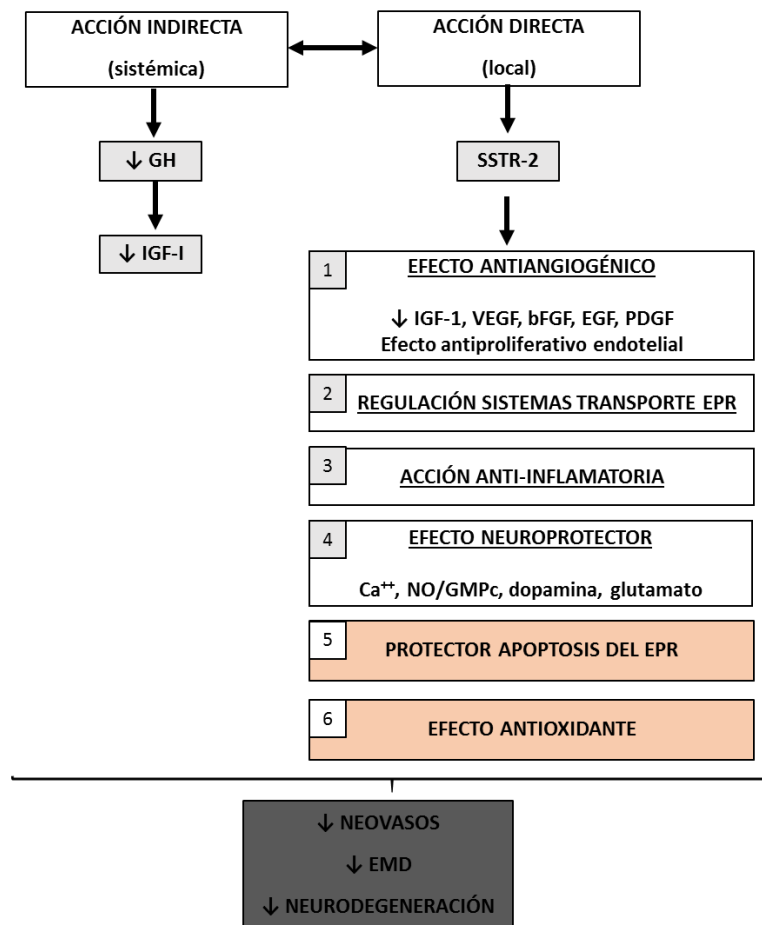 ACCIÓN INDIRECTA
(sistémica)
ACCIÓN DIRECTA
(local)
↓ GH
SSTR-2
↓ IGF-I
1
EFECTO ANTIANGIOGÉNICO
↓ IGF-1, VEGF, bFGF, EGF, PDGF
Efecto antiproliferativo endotelial
2
REGULACIÓN SISTEMAS TRANSPORTE EPR
3
ACCIÓN ANTI-INFLAMATORIA
4
EFECTO NEUROPROTECTOR
Ca⁺⁺, NO/GMPc, dopamina, glutamato
5
PROTECTOR APOPTOSIS DEL EPR
6
EFECTO ANTIOXIDANTE
↓ NEOVASOS
↓ EMD
↓ NEURODEGENERACIÓN